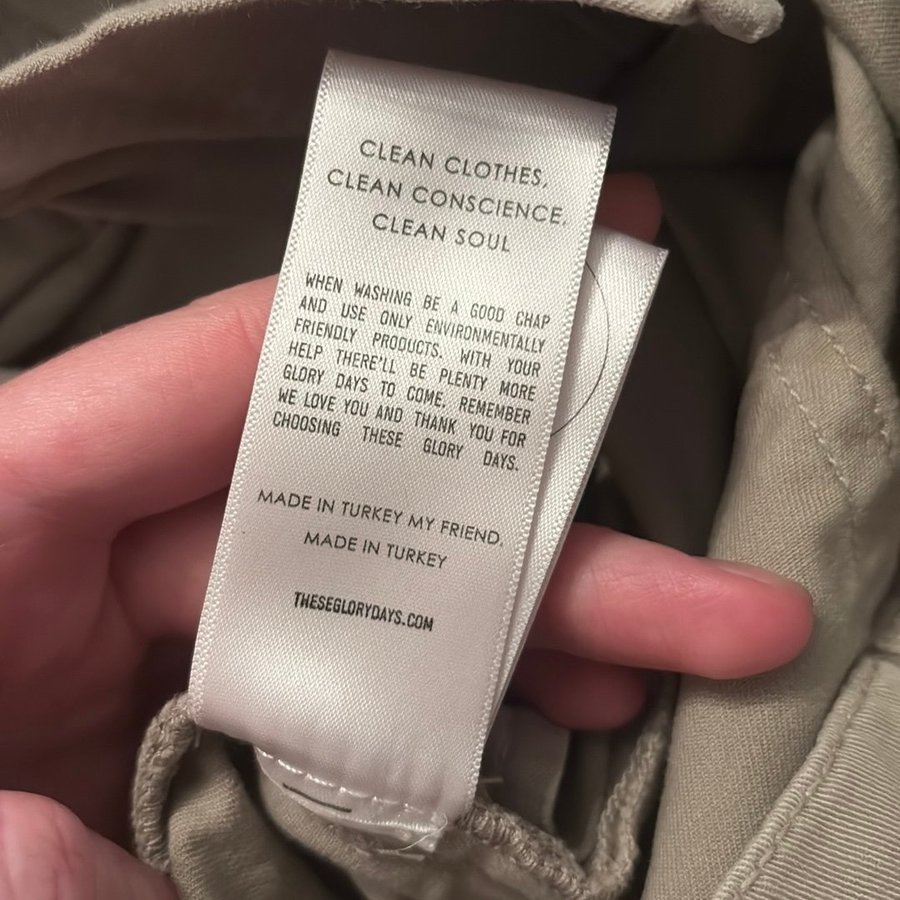 CLEAN CLOTHES,
CLEAN CONSCIENCE,
CLEAN SOUL
WHEN WASHING BE A GOOD CHAP
AND USE ONLY ENVIRONMENTALLY
FRIENDLY PRODUCTS. WITH YOUR
HELP THERE'LL BE PLENTY MORE
GLORY DAYS TO COME. REMEMBER
WE LOVE YOU AND THANK YOU FOR
CHOOSING THESE GLORY DAYS.
MADE IN TURKEY MY FRIEND,
MADE IN TURKEY
THESEGLORYDAYS.COM